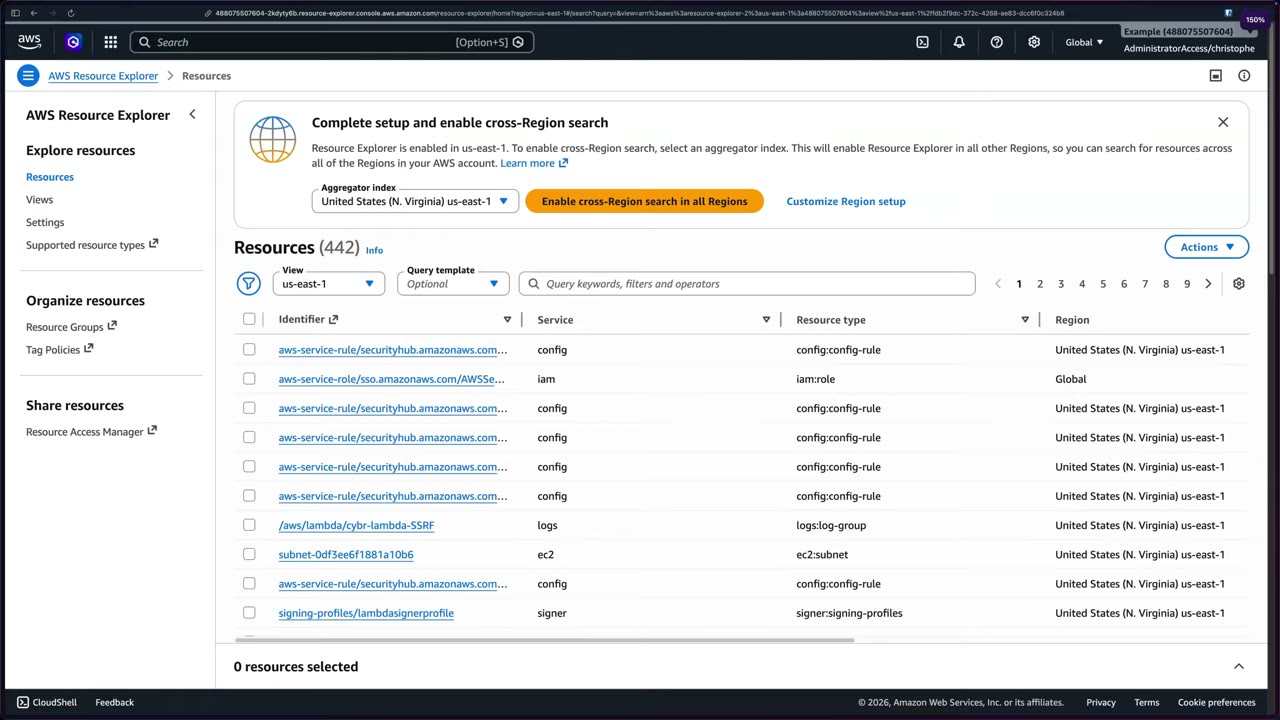 488075507604-2kdyty6b.resource-explorer.console.aws.amazon.com/resource-explorer/home?region=us-east-1#/search?query=&view=arn%3aaws%3aresource-explorer-2%3aus-east-1%3a488075507604%3aview%2fus-east-1%2ffdb2f9dc-372c-4268-ae83-dcc6f0c324b8
150%
aws
Search
[Option+S]
Global
Example (488075507604)
AdministratorAccess/christophe
AWS Resource Explorer
Resources
AWS Resource Explorer
Explore resources
Resources
Views
Settings
Supported resource types
Organize resources
Resource Groups
Tag Policies
Share resources
Resource Access Manager
Complete setup and enable cross-Region search
Resource Explorer is enabled in us-east-1. To enable cross-Region search, select an aggregator index. This will enable Resource Explorer in all other Regions, so you can search for resources across
all of the Regions in your AWS account. Learn more
Aggregator index
United States (N. Virginia) us-east-1
Enable cross-Region search in all Regions
Customize Region setup
Resources (442) Info
Actions
View
us-east-1
Query template
Optional
Query keywords, filters and operators
1 2 3 4 5 6 7 8 9
Identifier Service Resource type Region
aws-service-rule/securityhub.amazonaws.com... config config:config-rule United States (N. Virginia) us-east-1
aws-service-role/sso.amazonaws.com/AWSSe... iam iam:role Global
aws-service-rule/securityhub.amazonaws.com... config config:config-rule United States (N. Virginia) us-east-1
aws-service-rule/securityhub.amazonaws.com... config config:config-rule United States (N. Virginia) us-east-1
aws-service-rule/securityhub.amazonaws.com... config config:config-rule United States (N. Virginia) us-east-1
aws-service-rule/securityhub.amazonaws.com... config config:config-rule United States (N. Virginia) us-east-1
/aws/lambda/cybr-lambda-SSRF logs logs:log-group United States (N. Virginia) us-east-1
subnet-0df3ee6f1881a10b6 ec2 ec2:subnet United States (N. Virginia) us-east-1
aws-service-rule/securityhub.amazonaws.com... config config:config-rule United States (N. Virginia) us-east-1
signing-profiles/lambdasignerprofile signer signer:signing-profiles United States (N. Virginia) us-east-1
0 resources selected
CloudShell
Feedback
© 2026, Amazon Web Services, Inc. or its affiliates.
Privacy
Terms
Cookie preferences